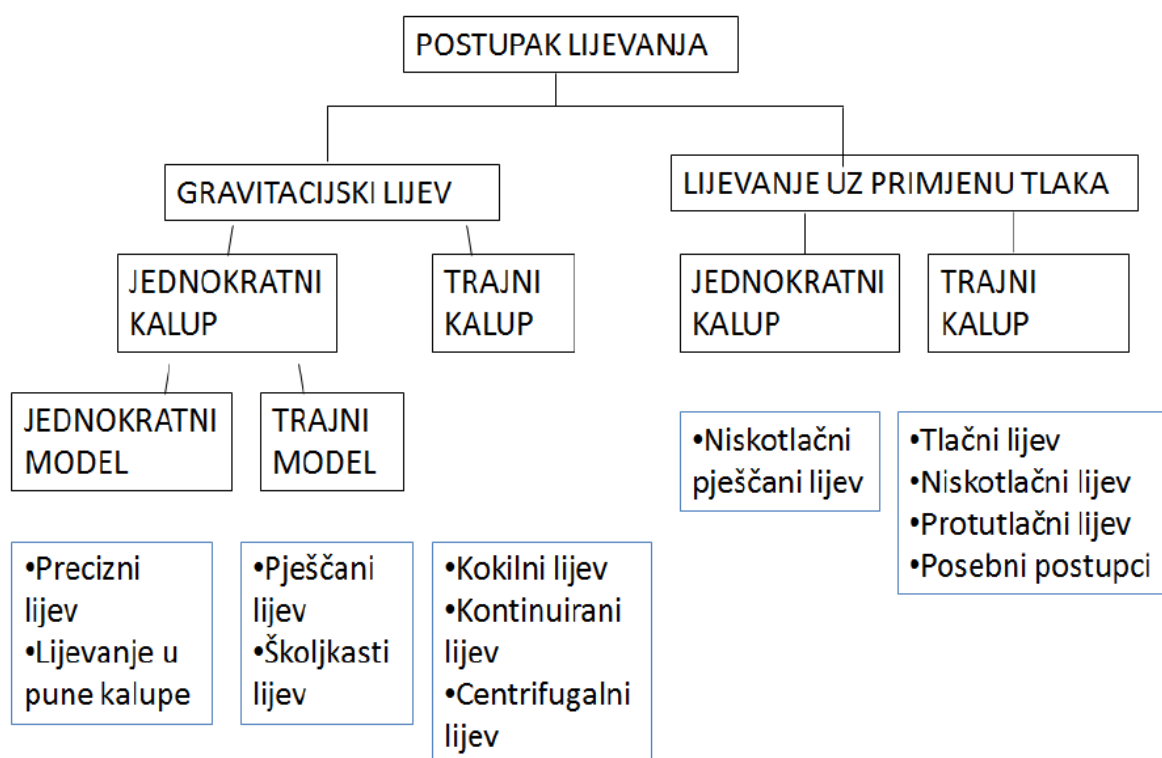 POSTUPAK LIJEVANJA
GRAVITACIJSKI LIJEV
LIJEVANJE UZ PRIMJENU TLAKA
JEDNOKRATNI
KALUP
TRAJNI
KALUP
JEDNOKRATNI
KALUP
TRAJNI
KALUP
JEDNOKRATNI
MODEL
TRAJNI
MODEL
•Niskotlačni
pješčani lijev
•Tlačni lijev
•Niskotlačni lijev
•Protutlačni lijev
•Posebni postupci
•Precizni
lijev
•Lijevanje u
pune kalupe
•Pješčani
lijev
•Školjkasti
lijev
•Kokilni lijev
•Kontinuirani
lijev
•Centrifugalni
lijev